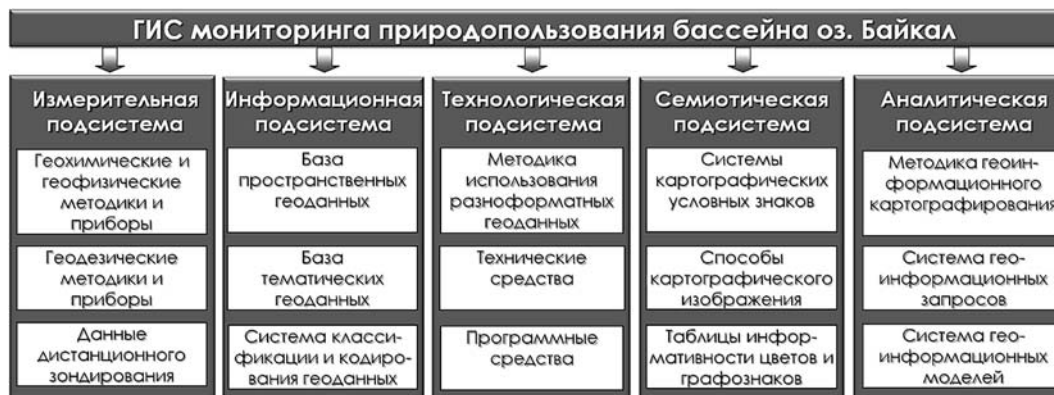 ГИС мониторинга природопользования бассейна оз. Байкал
Измерительная
подсистема
Геохимические и
геофизические
методики и
приборы
Геодезические
методики и
приборы
Данные
дистанционного
зондирования
Информационная
подсистема
База
пространственных
геоданных
База
тематических
геоданных
Система класси-
фикации и кодиро-
вания геоданных
Технологическая
подсистема
Методика
использования
разноформатных
геоданных
Технические
средства
Программные
средства
Семиотическая
подсистема
Системы
картографических
условных знаков
Способы
картографического
изображения
Таблицы инфор-
мативности цветов и
графознаков
Аналитическая
подсистема
Методика геоин-
формационного
картографирования
Система гео-
информационных
запросов
Система гео-
информационных
моделей